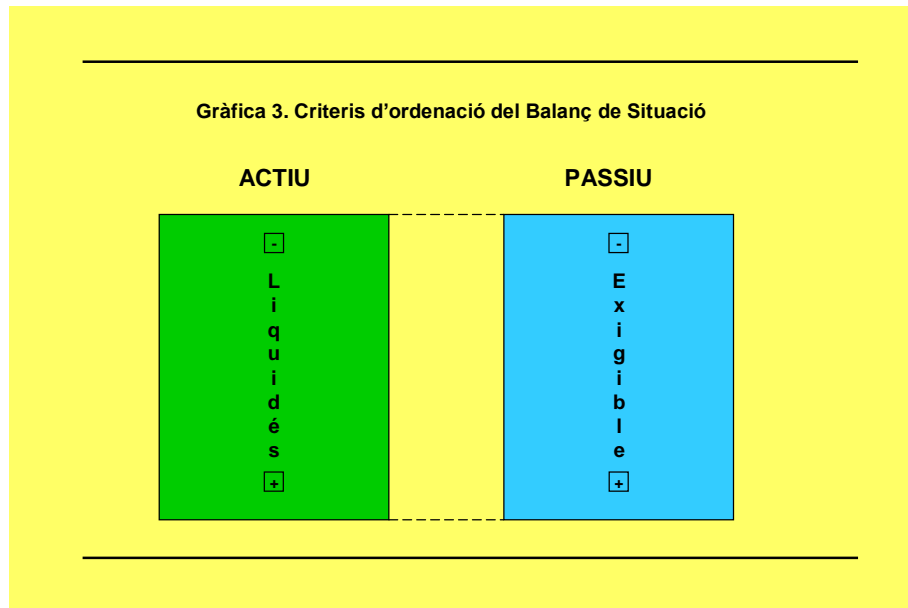 Gràfica 3. Criteris d’ordenació del Balanç de Situació
ACTIU
PASSIU
-
L
i
q
u
i
d
é
s
+
-
E
x
i
g
i
b
l
e
+